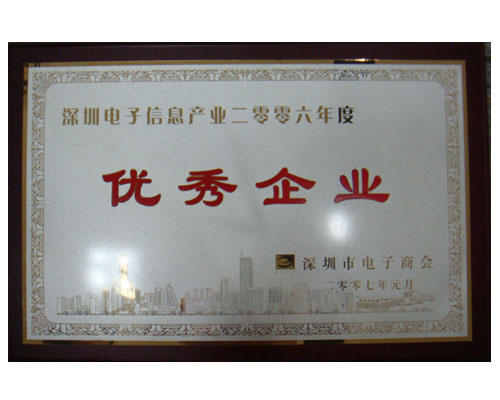 深圳电子信息产业二零零六年度
优秀企业
深圳市电子商会
二零零七年元月